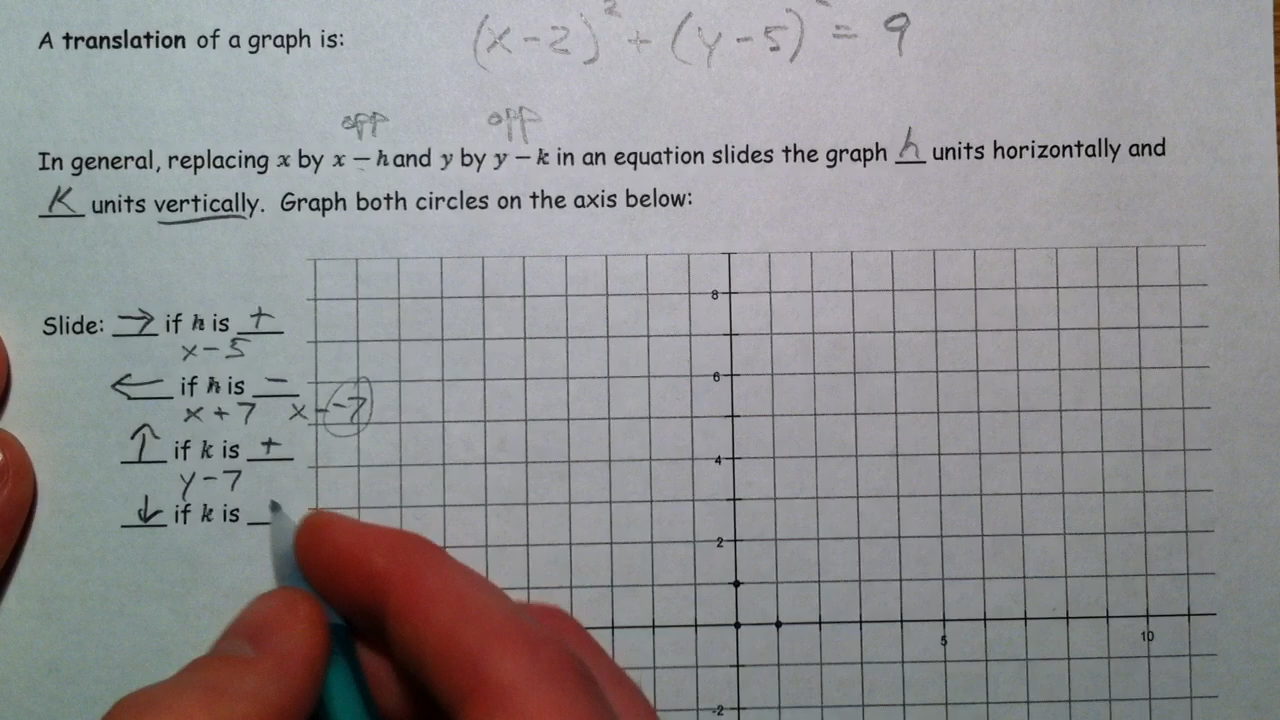 A translation of a graph is: (x-2)² + (y-5)² = 9
opp opp
In general, replacing x by x − h and y by y − k in an equation slides the graph h units horizontally and
K units vertically. Graph both circles on the axis below:
Slide: → if h is +
x-5
← if h is −
x+7 x--7
↑ if k is +
y-7
↓ if k is __
8
6
4
2
5 10
-2